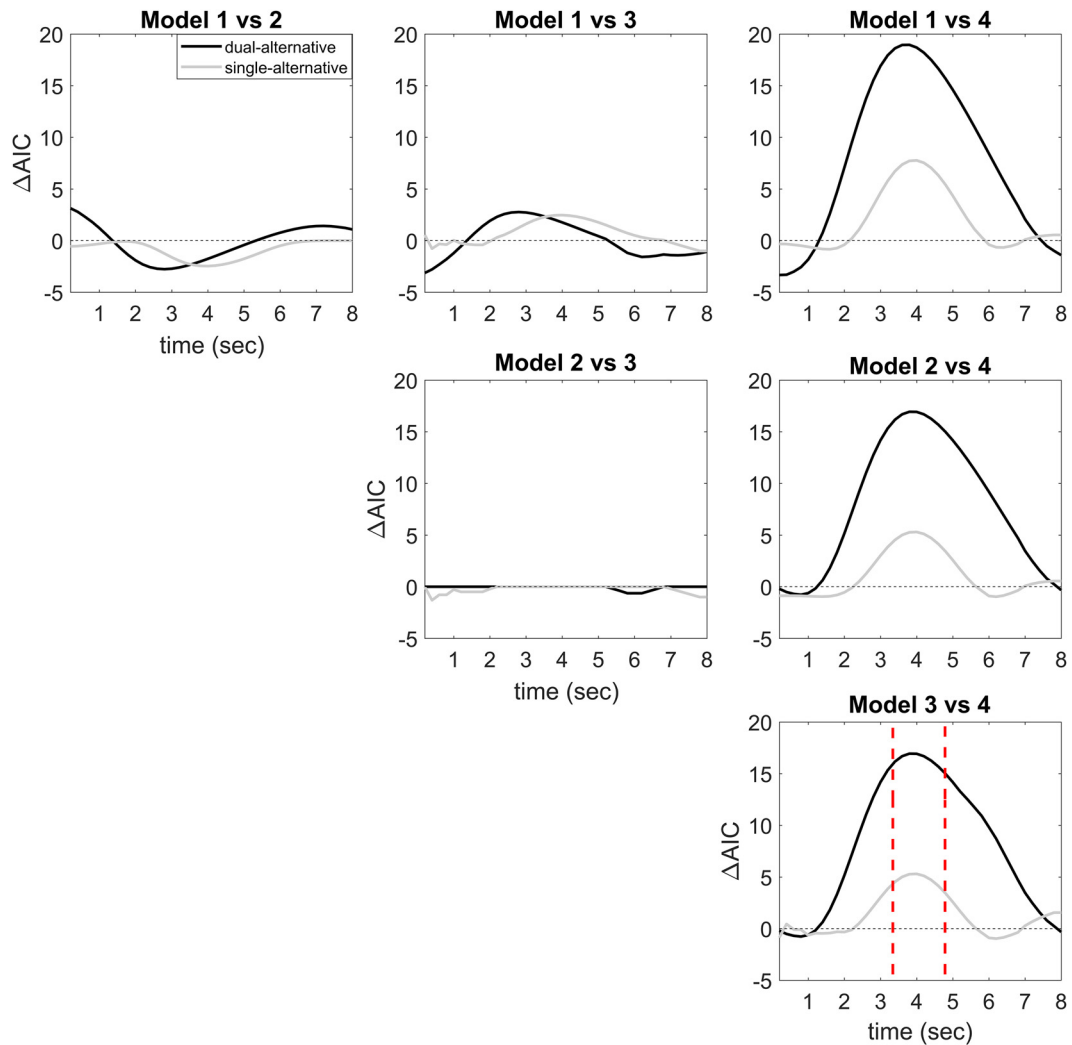 Model 1 vs 2
Model 1 vs 3
Model 1 vs 4
dual-alternative
single-alternative
20
15
10
5
0
-5
ΔAIC
1 2 3 4 5 6 7 8
time (sec)
20
15
10
5
0
-5
1 2 3 4 5 6 7 8
20
15
10
5
0
-5
1 2 3 4 5 6 7 8
Model 2 vs 3
Model 2 vs 4
20
15
10
5
0
-5
ΔAIC
1 2 3 4 5 6 7 8
time (sec)
20
15
10
5
0
-5
1 2 3 4 5 6 7 8
Model 3 vs 4
20
15
10
5
0
-5
ΔAIC
1 2 3 4 5 6 7 8
time (sec)